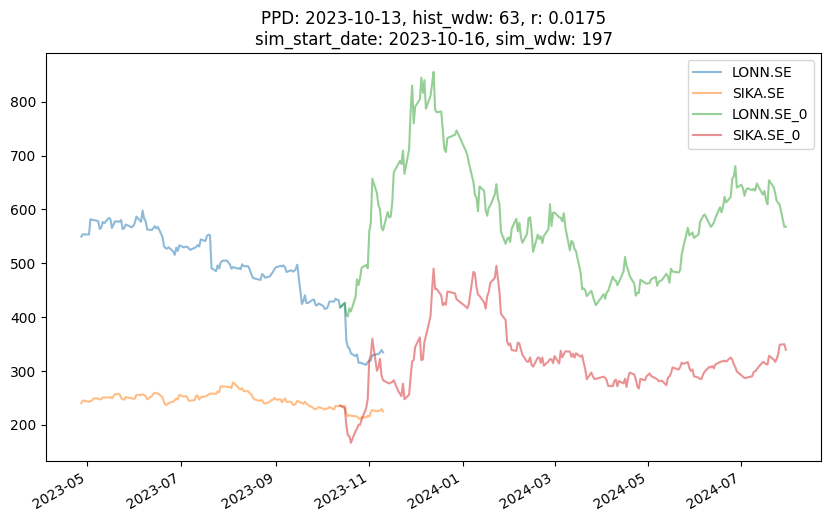 PPD: 2023-10-13, hist_wdw: 63, r: 0.0175
sim_start_date: 2023-10-16, sim_wdw: 197
LONN.SE
SIKA.SE
LONN.SE_0
SIKA.SE_0
800
700
600
500
400
300
200
2023-05
2023-07
2023-09
2023-11
2024-01
2024-03
2024-05
2024-07